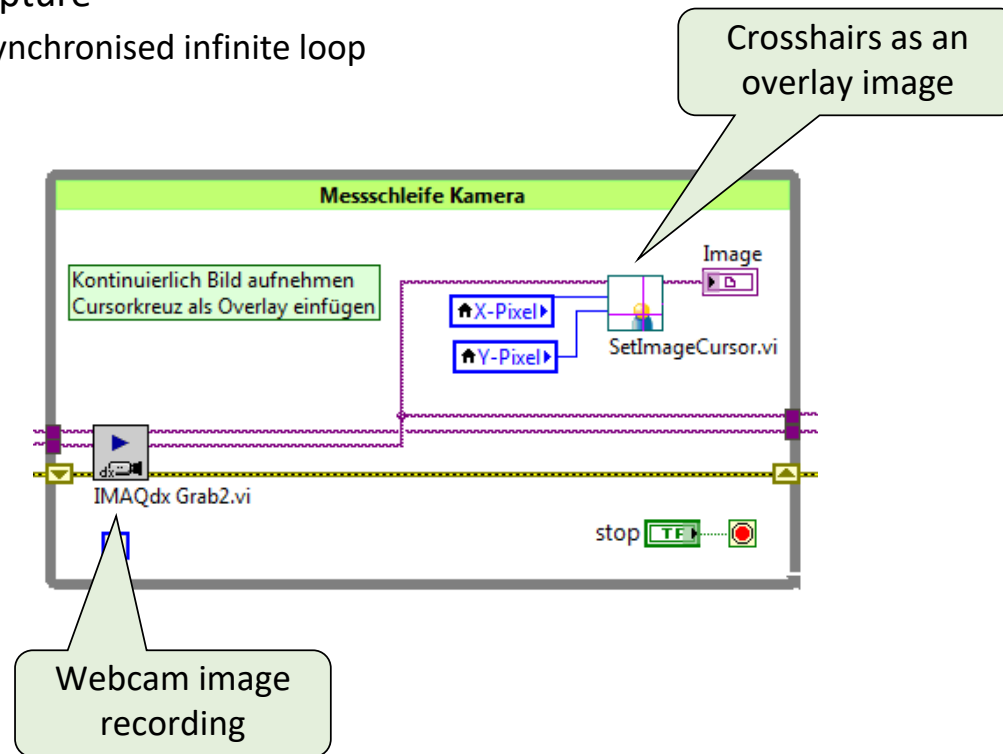 pture
ynchronised infinite loop
Crosshairs as an
overlay image
Messschleife Kamera
Kontinuierlich Bild aufnehmen
Cursorkreuz als Overlay einfügen
Image
X-Pixel
Y-Pixel
SetImageCursor.vi
dx
IMAQdx Grab2.vi
stop
TF
Webcam image
recording